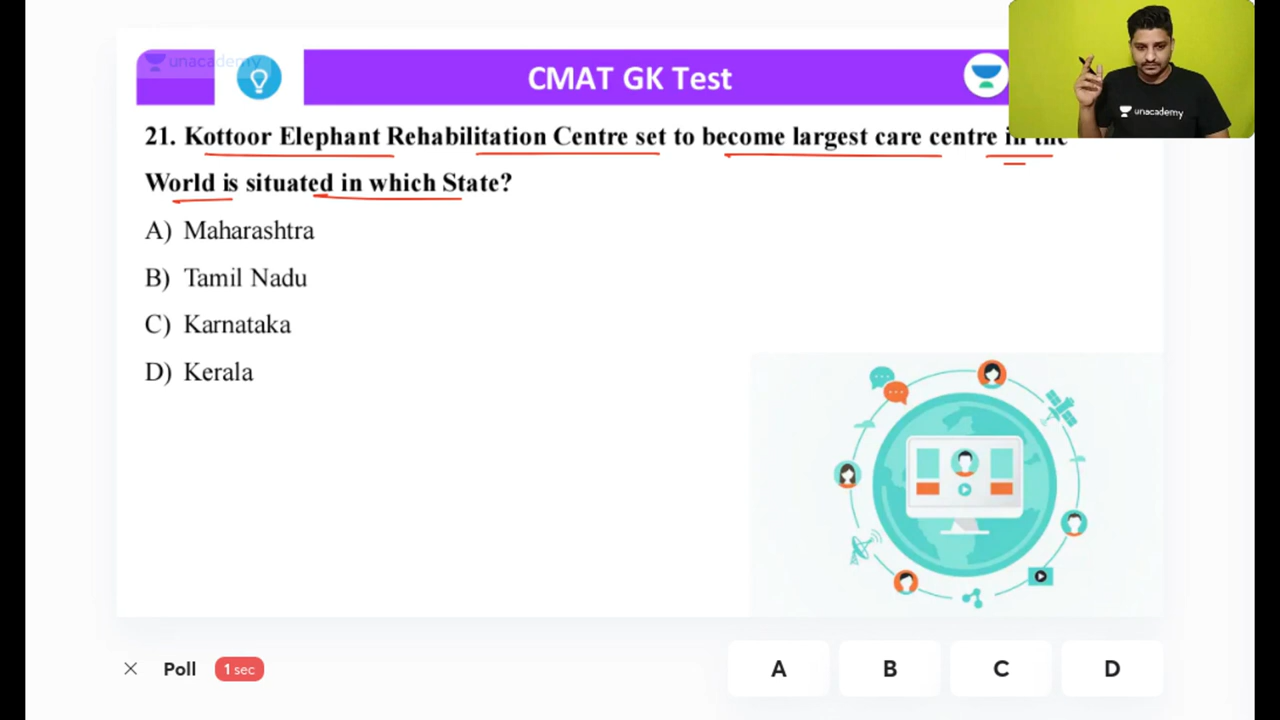 unacademy
CMAT GK Test
unacademy
21. Kottoor Elephant Rehabilitation Centre set to become largest care centre in the
World is situated in which State?
A) Maharashtra
B) Tamil Nadu
C) Karnataka
D) Kerala
Poll
1 sec
A
B
C
D